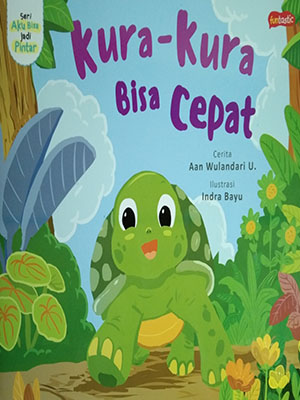 Seri
Aku Bisa
Jadi
Pintar
funtastic
Kura-Kura
Bisa Cepat
Cerita
Aan Wulandari U.
Ilustrasi
Indra Bayu